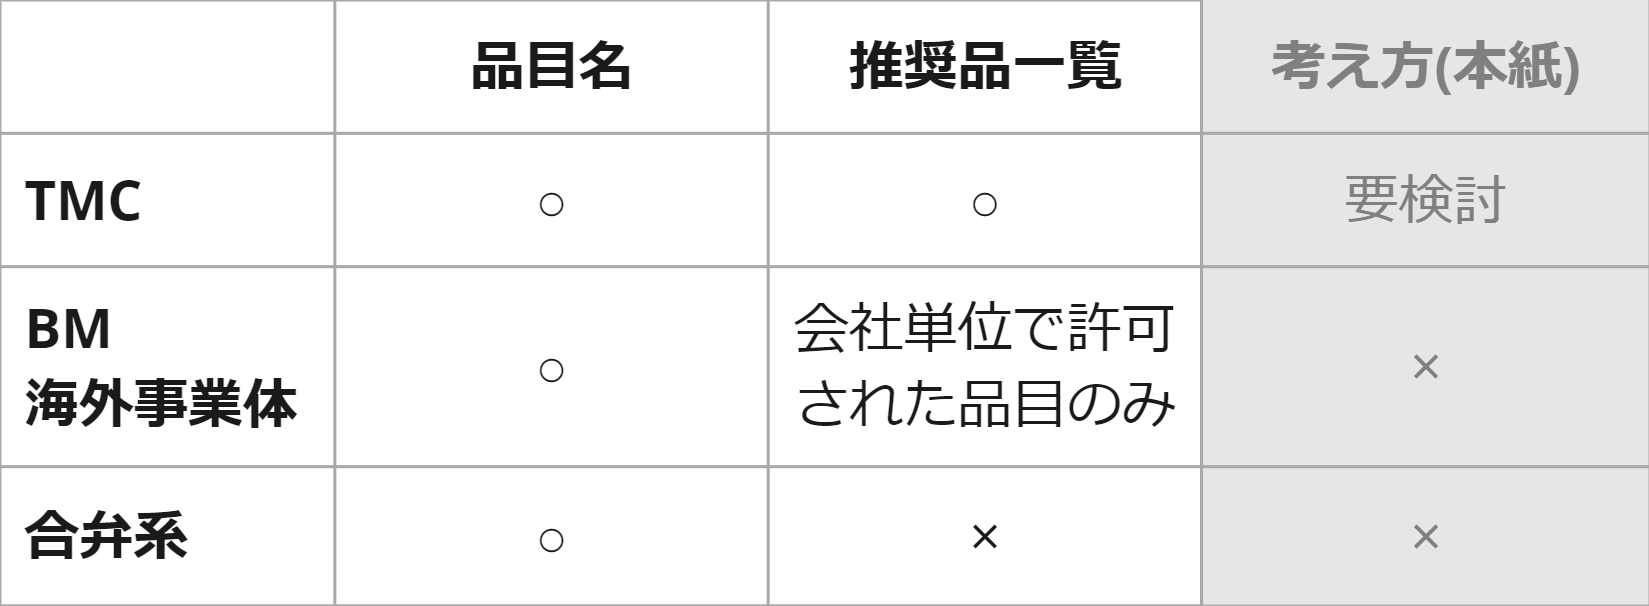 品目名
推奨品一覧
考え方(本紙)
TMC
○
○
要検討
BM
海外事業体
○
会社単位で許可
された品目のみ
×
合弁系
○
×
×